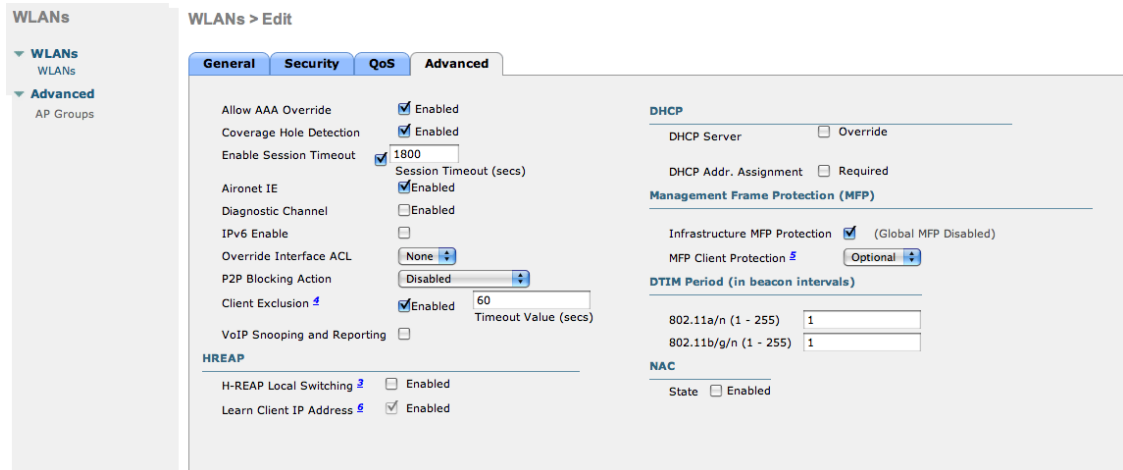 WLANs
WLANs
WLANs
Advanced
AP Groups
WLANs > Edit
General Security QoS Advanced
Allow AAA Override Enabled
Coverage Hole Detection Enabled
Enable Session Timeout 1800
Session Timeout (secs)
Aironet IE Enabled
Diagnostic Channel Enabled
IPv6 Enable
Override Interface ACL None
P2P Blocking Action Disabled
Client Exclusion 4 Enabled 60
Timeout Value (secs)
VoIP Snooping and Reporting
HREAP
H-REAP Local Switching 3 Enabled
Learn Client IP Address 6 Enabled
DHCP
DHCP Server Override
DHCP Addr. Assignment Required
Management Frame Protection (MFP)
Infrastructure MFP Protection (Global MFP Disabled)
MFP Client Protection 5 Optional
DTIM Period (in beacon intervals)
802.11a/n (1 - 255) 1
802.11b/g/n (1 - 255) 1
NAC
State Enabled